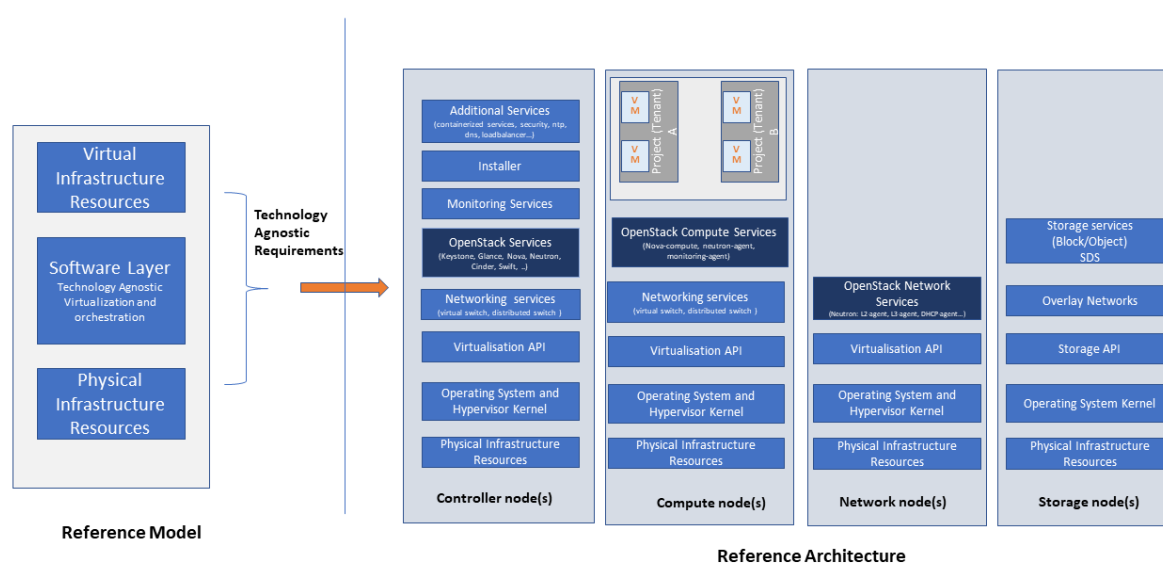 Virtual
Infrastructure
Resources
Software Layer
Technology Agnostic
Virtualization and
orchestration
Physical
Infrastructure
Resources
Reference Model
Technology
Agnostic
Requirements
Additional Services
(containerized services, security, ntp,
dns, loadbalancer...)
Installer
Monitoring Services
OpenStack Services
(Keystone, Glance, Nova, Neutron,
Cinder, Swift, ..)
Networking services
(virtual switch, distributed switch )
Virtualisation API
Operating System and
Hypervisor Kernel
Physical Infrastructure
Resources
Controller node(s)
V
M
V
M
Project (Tenant)
A
V
M
V
M
Project (Tenant)
B
OpenStack Compute Services
(Nova-compute, neutron-agent,
monitoring-agent)
Networking services
(virtual switch, distributed switch )
Virtualisation API
Operating System and
Hypervisor Kernel
Physical Infrastructure
Resources
Compute node(s)
OpenStack Network
Services
(Neutron: L2 agent, L3 agent, DHCP agent...)
Virtualisation API
Operating System and
Hypervisor Kernel
Physical Infrastructure
Resources
Network node(s)
Storage services
(Block/Object)
SDS
Overlay Networks
Storage API
Operating System Kernel
Physical Infrastructure
Resources
Storage node(s)
Reference Architecture